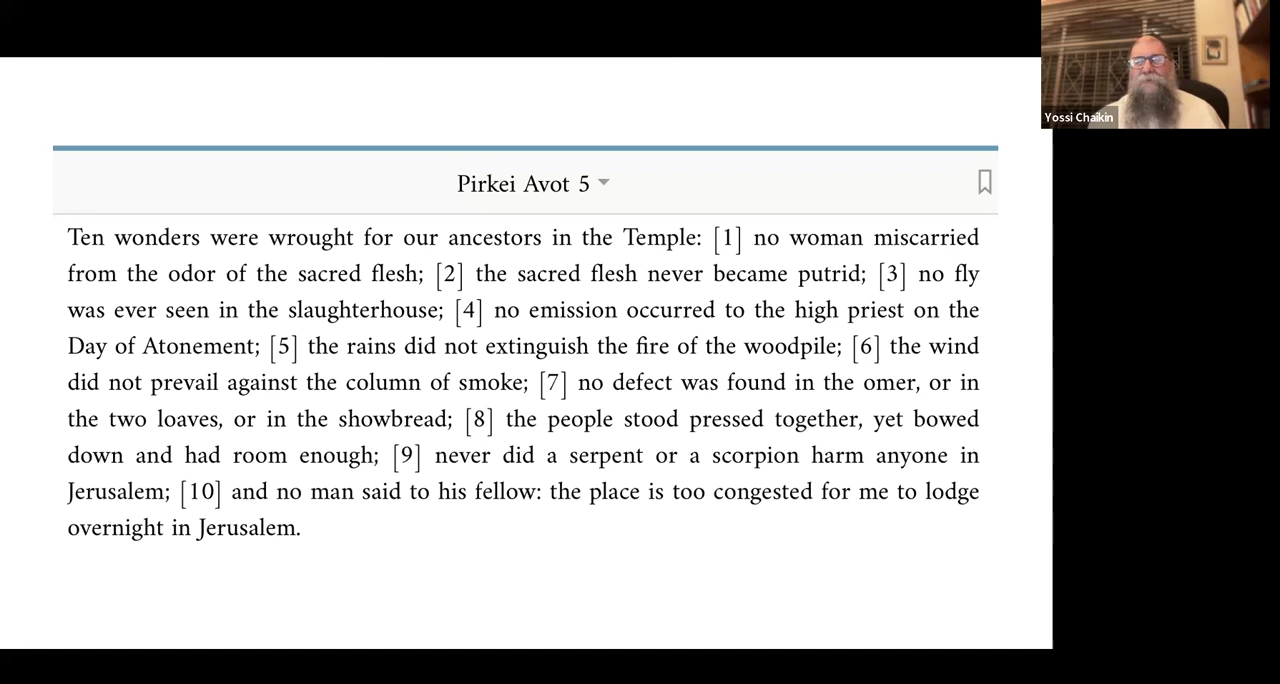 Yossi Chaikin
Pirkei Avot 5
Ten wonders were wrought for our ancestors in the Temple: [1] no woman miscarried
from the odor of the sacred flesh; [2] the sacred flesh never became putrid; [3] no fly
was ever seen in the slaughterhouse; [4] no emission occurred to the high priest on the
Day of Atonement; [5] the rains did not extinguish the fire of the woodpile; [6] the wind
did not prevail against the column of smoke; [7] no defect was found in the omer, or in
the two loaves, or in the showbread; [8] the people stood pressed together, yet bowed
down and had room enough; [9] never did a serpent or a scorpion harm anyone in
Jerusalem; [10] and no man said to his fellow: the place is too congested for me to lodge
overnight in Jerusalem.